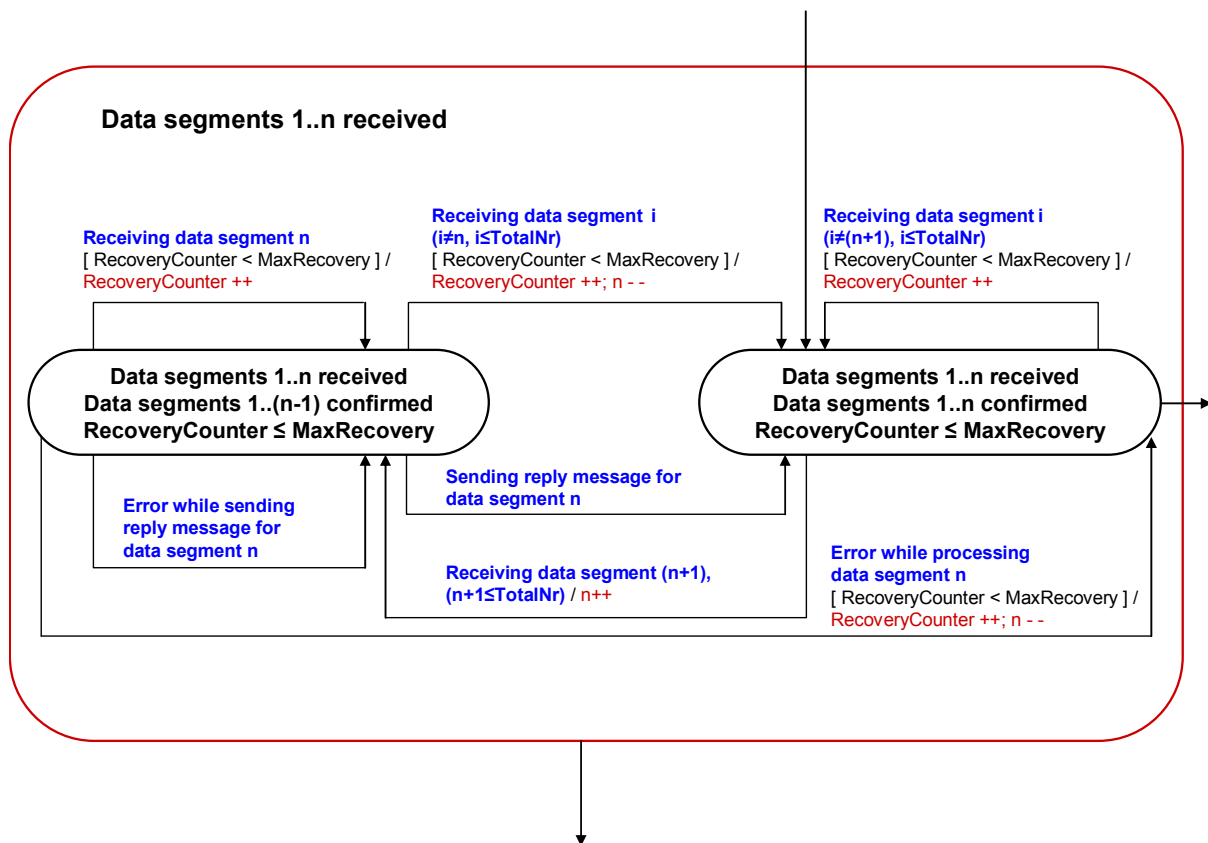 Data segments 1..n received
Receiving data segment n
[ RecoveryCounter < MaxRecovery ] /
RecoveryCounter ++
Receiving data segment i
(i≠n, i≤TotalNr)
[ RecoveryCounter < MaxRecovery ] /
RecoveryCounter ++; n - -
Receiving data segment i
(i≠(n+1), i≤TotalNr)
[ RecoveryCounter < MaxRecovery ] /
RecoveryCounter ++
Data segments 1..n received
Data segments 1..(n-1) confirmed
RecoveryCounter ≤ MaxRecovery
Data segments 1..n received
Data segments 1..n confirmed
RecoveryCounter ≤ MaxRecovery
Error while sending
reply message for
data segment n
Sending reply message for
data segment n
Receiving data segment (n+1),
(n+1≤TotalNr) / n++
Error while processing
data segment n
[ RecoveryCounter < MaxRecovery ] /
RecoveryCounter ++; n - -